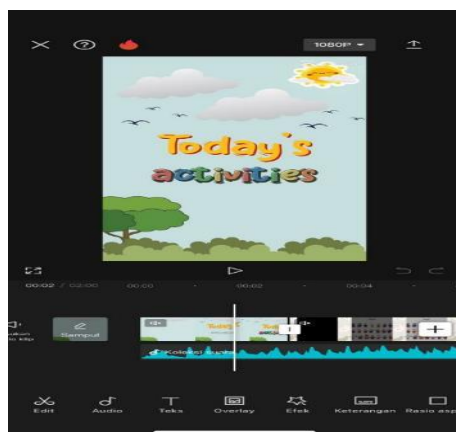 1080P
Today's
activities
00:02 / 02:00 00:00 00:02 00:04
Sampul
Edit Audio Teks Overlay Efek Keterangan Rasio asp